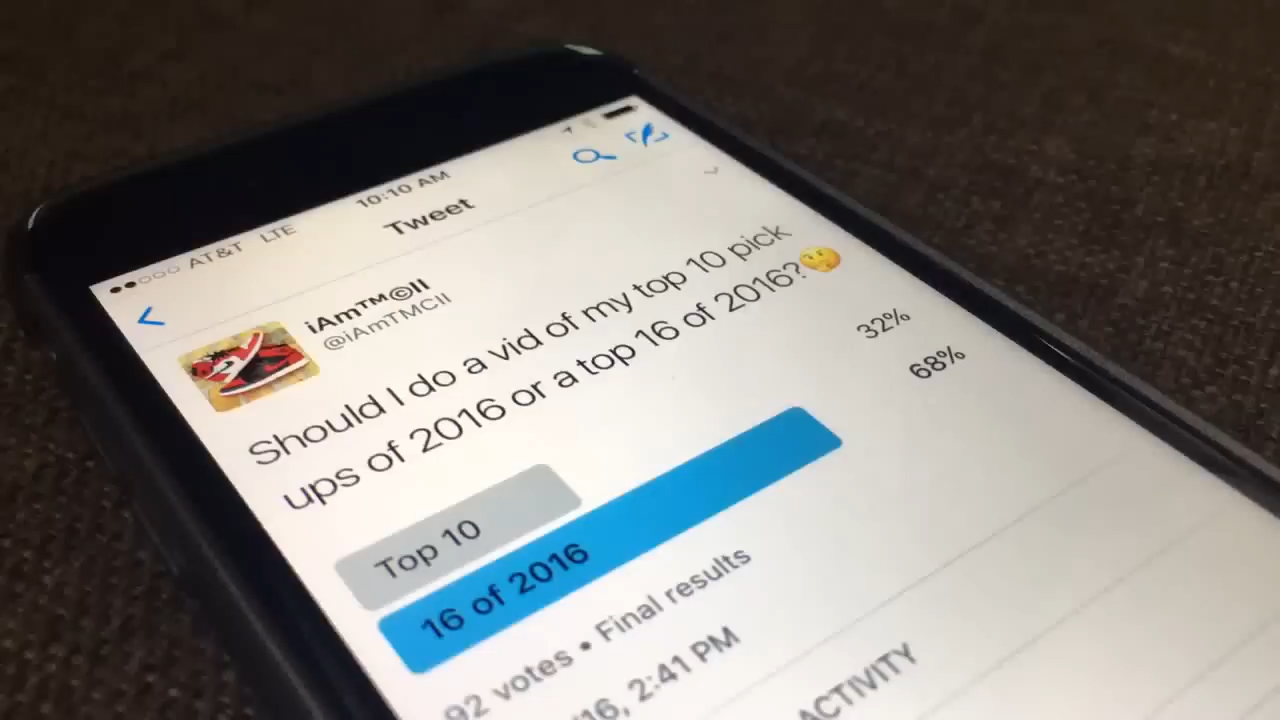 AT&T LTE 10:10 AM
Tweet
iAm™©II
@iAmTMCII
Should I do a vid of my top 10 pick
ups of 2016 or a top 16 of 2016?🤔
Top 10 32%
16 of 2016 68%
92 votes • Final results
16, 2:41 PM
ACTIVITY